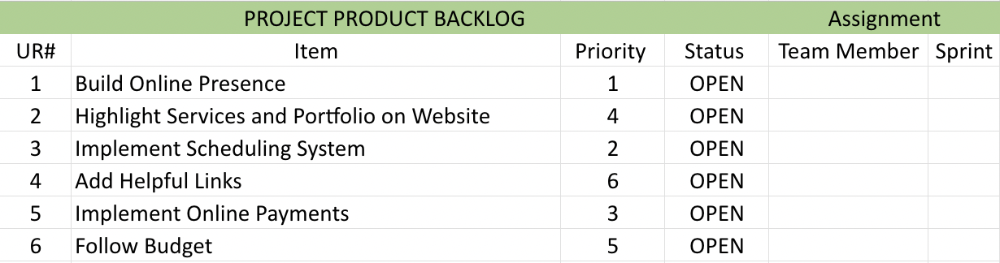 PROJECT PRODUCT BACKLOG Assignment
UR# Item Priority Status Team Member Sprint
1 Build Online Presence 1 OPEN
2 Highlight Services and Portfolio on Website 4 OPEN
3 Implement Scheduling System 2 OPEN
4 Add Helpful Links 6 OPEN
5 Implement Online Payments 3 OPEN
6 Follow Budget 5 OPEN